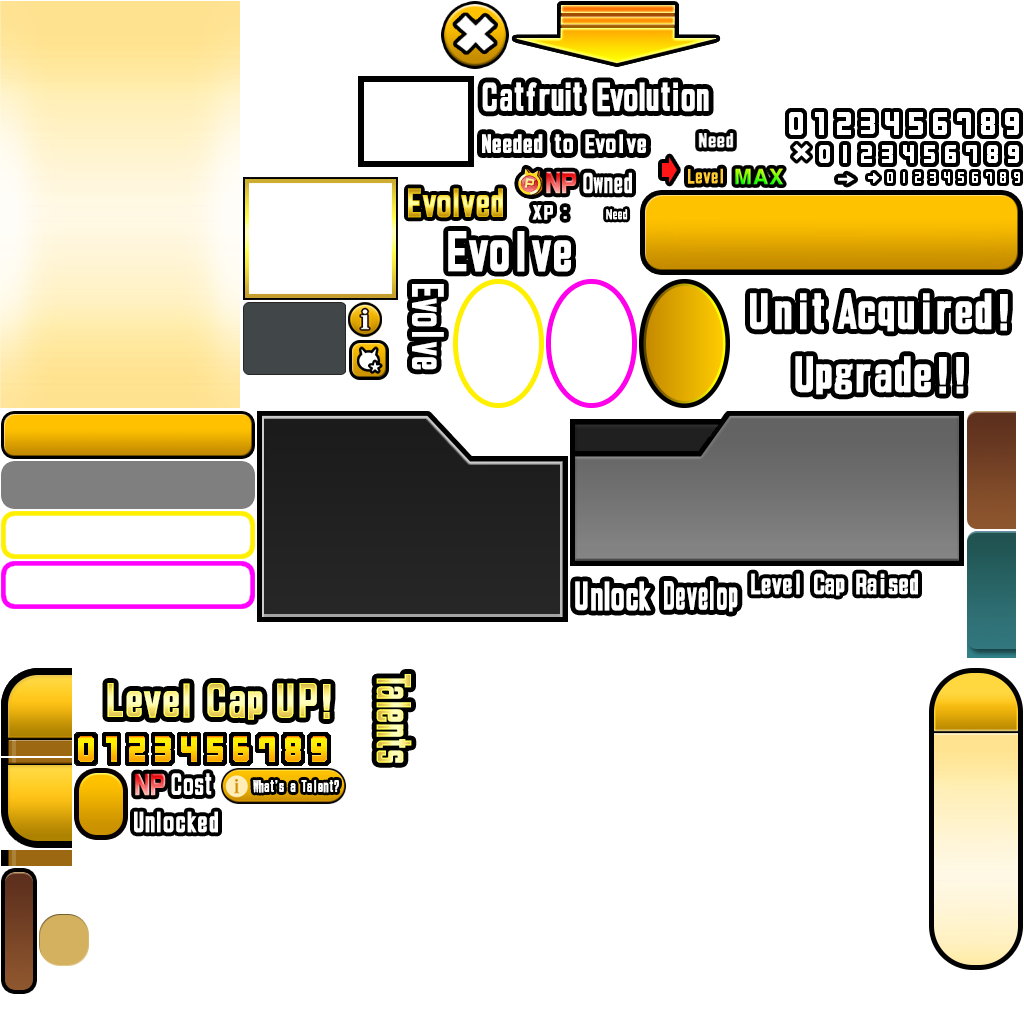 Catfruit Evolution
0123456789
Needed to Evolve
Need
×0123456789
Level MAX
→ →0123456789
NP Owned
Evolved
XP :
Need
Evolve
Evolve
i
Unit Acquired!
Upgrade!!
Unlock Develop
Level Cap Raised
Level Cap UP!
Talents
0123456789
NP Cost
i What's a Talent?
Unlocked